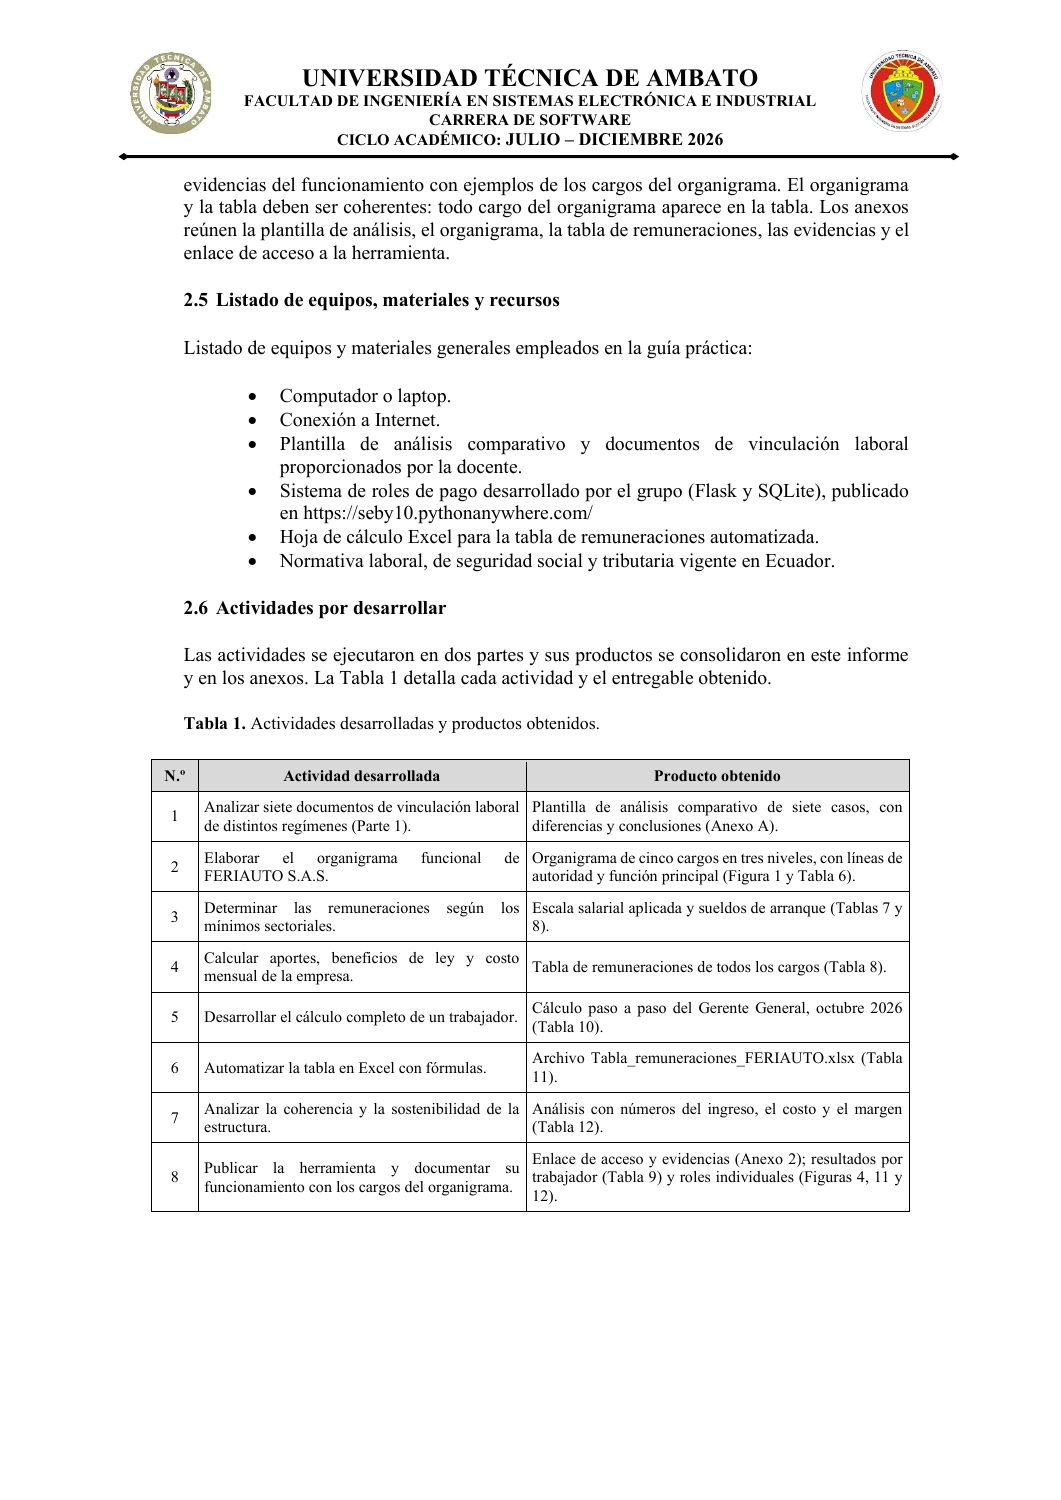 UNIVERSIDAD TÉCNICA DE AMBATO
FACULTAD DE INGENIERÍA EN SISTEMAS ELECTRÓNICA E INDUSTRIAL
CARRERA DE SOFTWARE
CICLO ACADÉMICO: JULIO – DICIEMBRE 2026
evidencias del funcionamiento con ejemplos de los cargos del organigrama. El organigrama
y la tabla deben ser coherentes: todo cargo del organigrama aparece en la tabla. Los anexos
reúnen la plantilla de análisis, el organigrama, la tabla de remuneraciones, las evidencias y el
enlace de acceso a la herramienta.
2.5 Listado de equipos, materiales y recursos
Listado de equipos y materiales generales empleados en la guía práctica:
• Computador o laptop.
• Conexión a Internet.
• Plantilla de análisis comparativo y documentos de vinculación laboral
proporcionados por la docente.
• Sistema de roles de pago desarrollado por el grupo (Flask y SQLite), publicado
en https://seby10.pythonanywhere.com/
• Hoja de cálculo Excel para la tabla de remuneraciones automatizada.
• Normativa laboral, de seguridad social y tributaria vigente en Ecuador.
2.6 Actividades por desarrollar
Las actividades se ejecutaron en dos partes y sus productos se consolidaron en este informe
y en los anexos. La Tabla 1 detalla cada actividad y el entregable obtenido.
Tabla 1. Actividades desarrolladas y productos obtenidos.
N.º Actividad desarrollada Producto obtenido
1
Analizar siete documentos de vinculación laboral
de distintos regímenes (Parte 1).
Plantilla de análisis comparativo de siete casos, con
diferencias y conclusiones (Anexo A).
2
Elaborar el organigrama funcional de
FERIAUTO S.A.S.
Organigrama de cinco cargos en tres niveles, con líneas de
autoridad y función principal (Figura 1 y Tabla 6).
3
Determinar las remuneraciones según los
mínimos sectoriales.
Escala salarial aplicada y sueldos de arranque (Tablas 7 y
8).
4
Calcular aportes, beneficios de ley y costo
mensual de la empresa.
Tabla de remuneraciones de todos los cargos (Tabla 8).
5
Desarrollar el cálculo completo de un trabajador.
Cálculo paso a paso del Gerente General, octubre 2026
(Tabla 10).
6
Automatizar la tabla en Excel con fórmulas.
Archivo Tabla_remuneraciones_FERIAUTO.xlsx (Tabla
11).
7
Analizar la coherencia y la sostenibilidad de la
estructura.
Análisis con números del ingreso, el costo y el margen
(Tabla 12).
8
Publicar la herramienta y documentar su
funcionamiento con los cargos del organigrama.
Enlace de acceso y evidencias (Anexo 2); resultados por
trabajador (Tabla 9) y roles individuales (Figuras 4, 11 y
12).